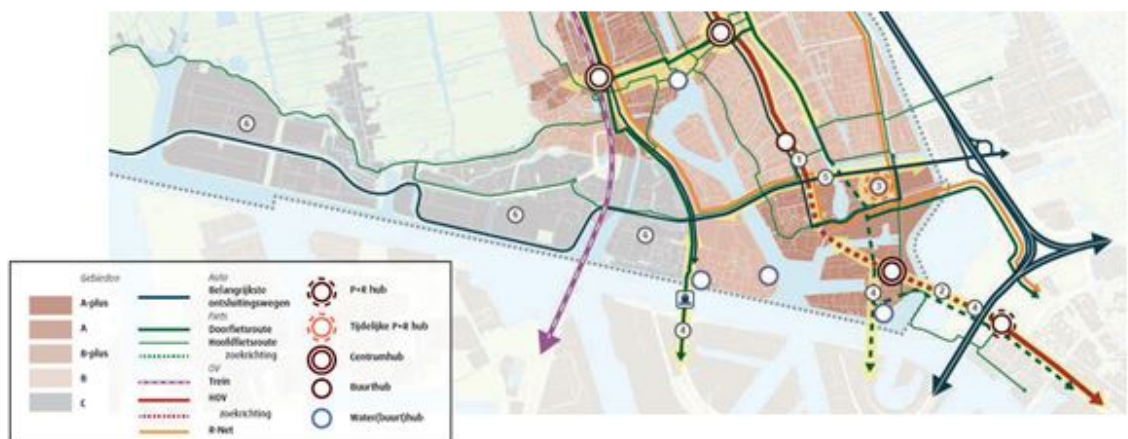 6
6
6
1
5
3
4
4
2
4
Gebieden
A-plus
A
B-plus
B
C
Auto
Belangrijkste
ontsluitingswegen
Fiets
Doorfietsroute
Hoofdfietsroute
zoekrichting
OV
Trein
HOV
zoekrichting
R-Net
P+R hub
Tijdelijke P+R hub
Centrumhub
Buurthub
Water(buurt)hub